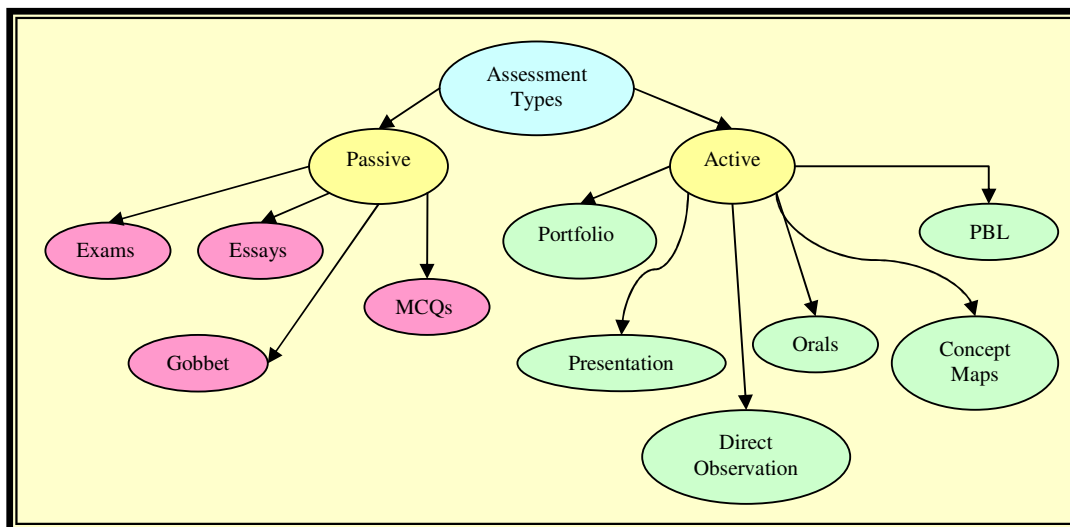 Assessment
Types
Passive
Active
Exams
Essays
MCQs
Gobbet
Portfolio
PBL
Presentation
Orals
Concept
Maps
Direct
Observation